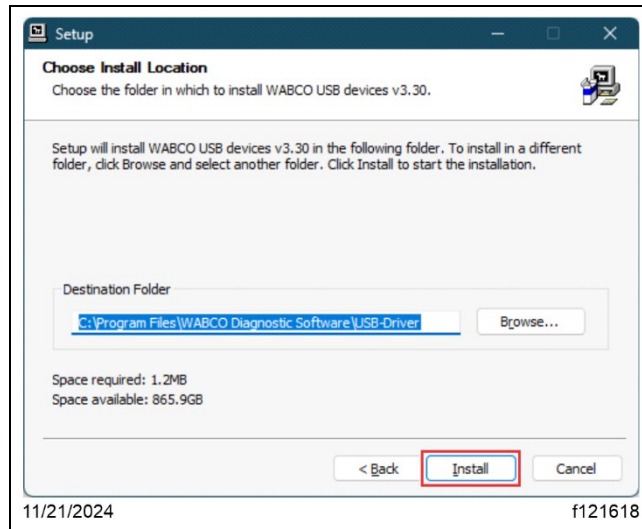 Setup
Choose Install Location
Choose the folder in which to install WABCO USB devices v3.30.
Setup will install WABCO USB devices v3.30 in the following folder. To install in a different
folder, click Browse and select another folder. Click Install to start the installation.
Destination Folder
C:\Program Files\WABCO Diagnostic Software\USB-Driver
Browse...
Space required: 1.2MB
Space available: 865.9GB
< Back Install Cancel
11/21/2024 f121618